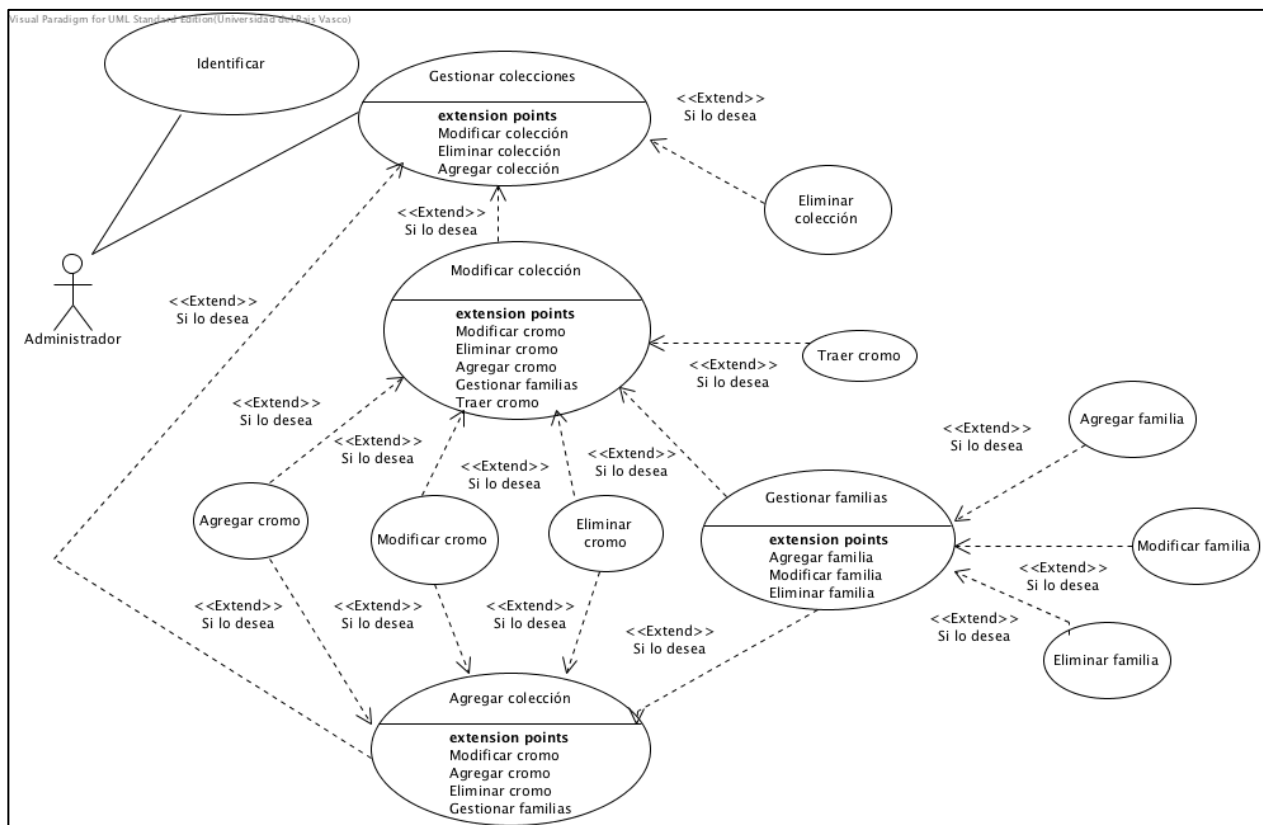 Visual Paradigm for UML Standard Edition(Universidad del Pais Vasco)
Identificar
Gestionar colecciones
extension points
Modificar colección
Eliminar colección
Agregar colección
<<Extend>>
Si lo desea
Eliminar
colección
<<Extend>>
Si lo desea
Administrador
<<Extend>>
Si lo desea
Modificar colección
extension points
Modificar cromo
Eliminar cromo
Agregar cromo
Gestionar familias
Traer cromo
<<Extend>>
Si lo desea
Traer cromo
<<Extend>>
Si lo desea
<<Extend>>
Si lo desea
<<Extend>>
Si lo desea
<<Extend>>
Si lo desea
Agregar familia
<<Extend>>
Si lo desea
Agregar cromo
Modificar cromo
Eliminar
cromo
Gestionar familias
extension points
Agregar familia
Modificar familia
Eliminar familia
Modificar familia
<<Extend>>
Si lo desea
<<Extend>>
Si lo desea
Eliminar familia
<<Extend>>
Si lo desea
<<Extend>>
Si lo desea
<<Extend>>
Si lo desea
<<Extend>>
Si lo desea
Agregar colección
extension points
Modificar cromo
Agregar cromo
Eliminar cromo
Gestionar familias